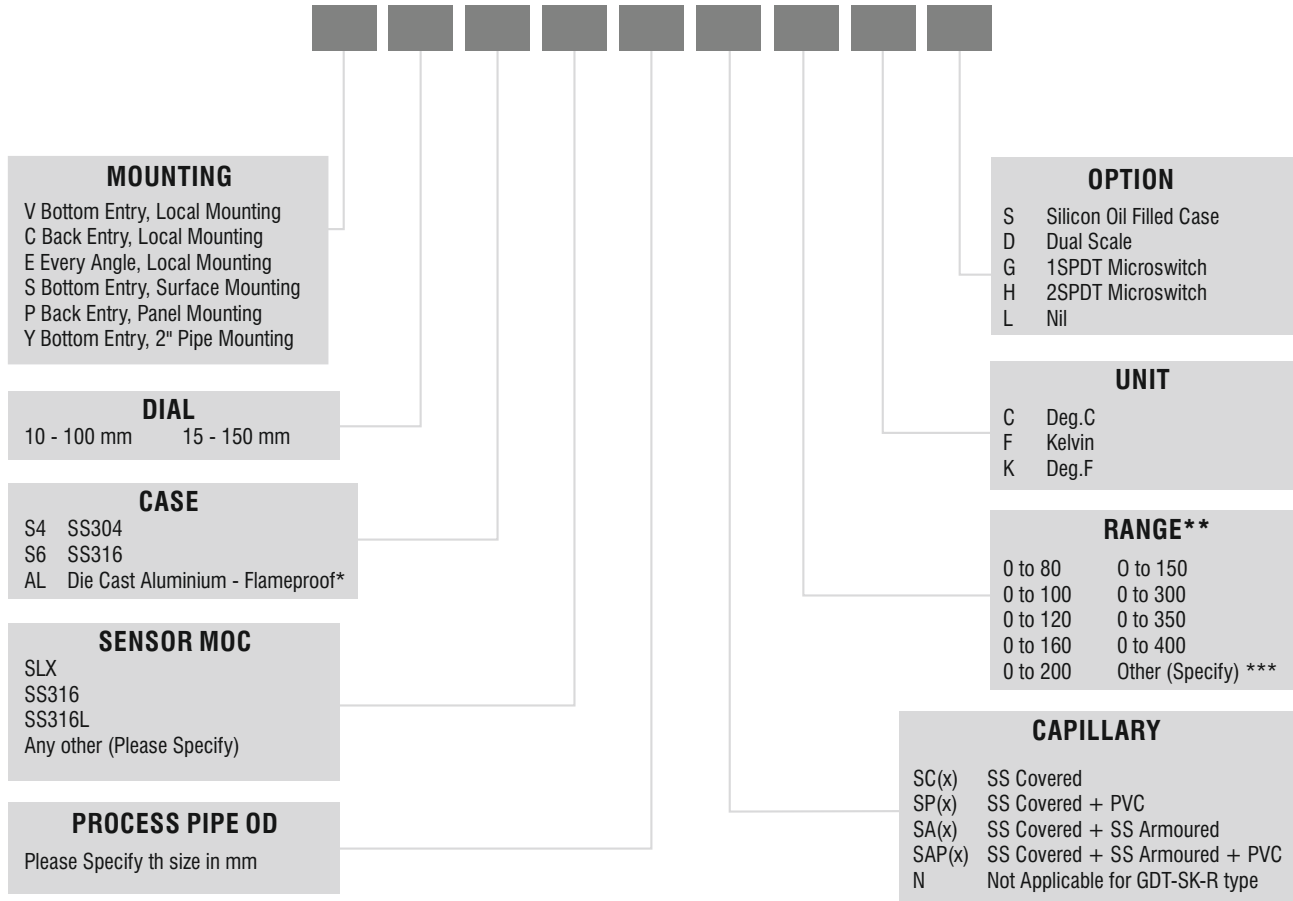 MOUNTING
V Bottom Entry, Local Mounting
C Back Entry, Local Mounting
E Every Angle, Local Mounting
S Bottom Entry, Surface Mounting
P Back Entry, Panel Mounting
Y Bottom Entry, 2" Pipe Mounting
DIAL
10 - 100 mm 15 - 150 mm
CASE
S4 SS304
S6 SS316
AL Die Cast Aluminium - Flameproof*
SENSOR MOC
SLX
SS316
SS316L
Any other (Please Specify)
PROCESS PIPE OD
Please Specify th size in mm
OPTION
S Silicon Oil Filled Case
D Dual Scale
G 1SPDT Microswitch
H 2SPDT Microswitch
L Nil
UNIT
C Deg.C
F Kelvin
K Deg.F
RANGE**
0 to 80 O to 150
0 to 100 0 to 300
0 to 120 0 to 350
0 to 160 0 to 400
0 to 200 Other (Specify) ***
CAPILLARY
SC(x) SS Covered
SP(x) SS Covered + PVC
SA(x) SS Covered + SS Armoured
SAP(x) SS Covered + SS Armoured + PVC
N Not Applicable for GDT-SK-R type